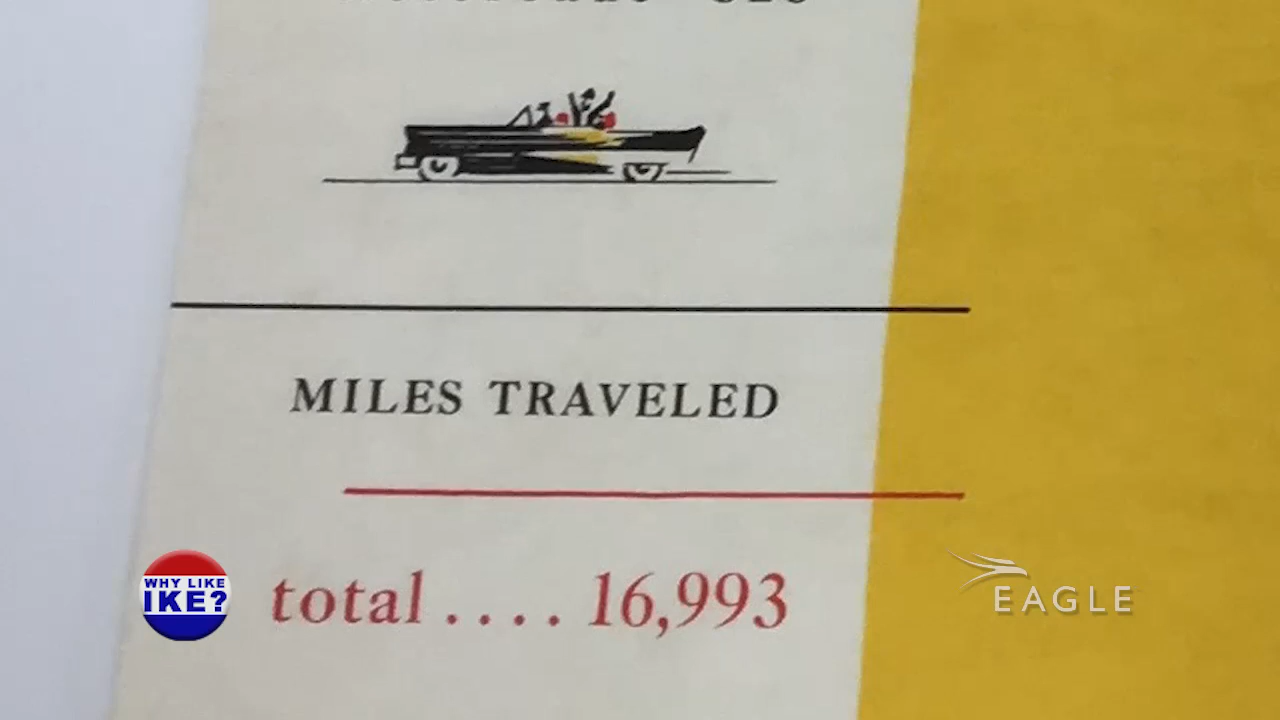 MILES TRAVELED
total .... 16,993
WHY LIKE
IKE?
EAGLE